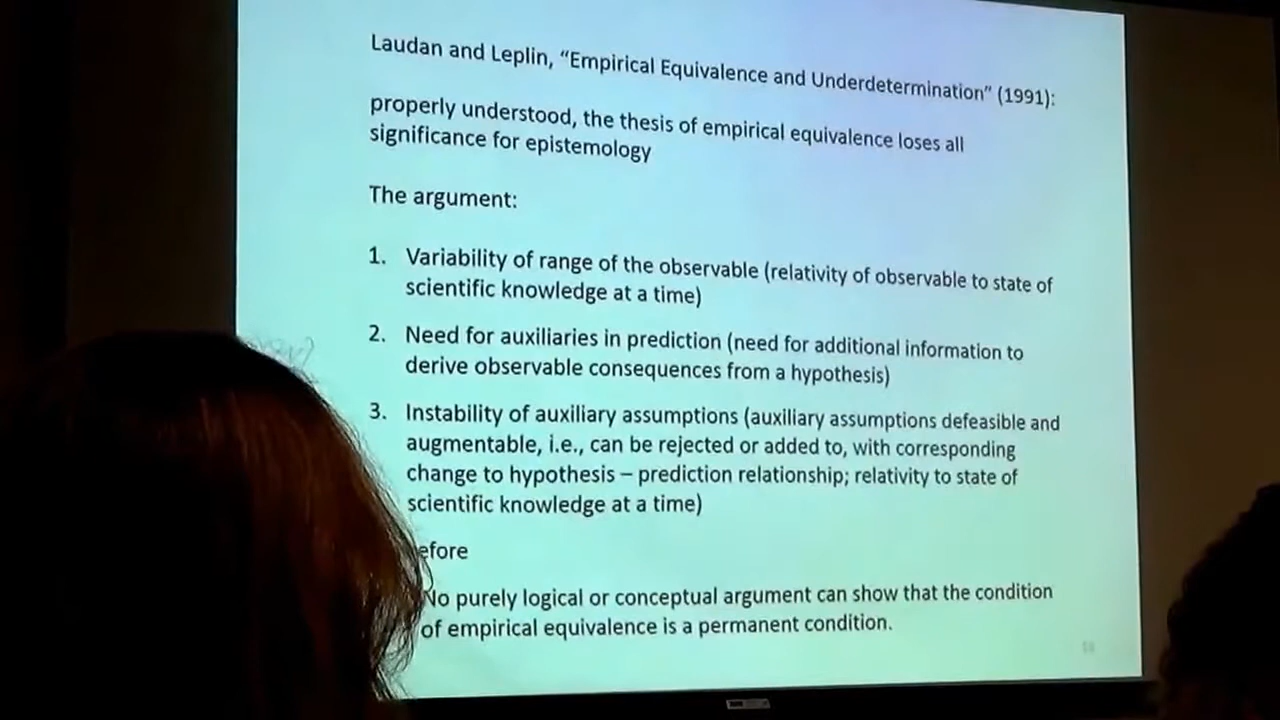 Laudan and Leplin, “Empirical Equivalence and Underdetermination” (1991):
properly understood, the thesis of empirical equivalence loses all
significance for epistemology
The argument:
1. Variability of range of the observable (relativity of observable to state of
scientific knowledge at a time)
2. Need for auxiliaries in prediction (need for additional information to
derive observable consequences from a hypothesis)
3. Instability of auxiliary assumptions (auxiliary assumptions defeasible and
augmentable, i.e., can be rejected or added to, with corresponding
change to hypothesis – prediction relationship; relativity to state of
scientific knowledge at a time)
efore
No purely logical or conceptual argument can show that the condition
of empirical equivalence is a permanent condition.